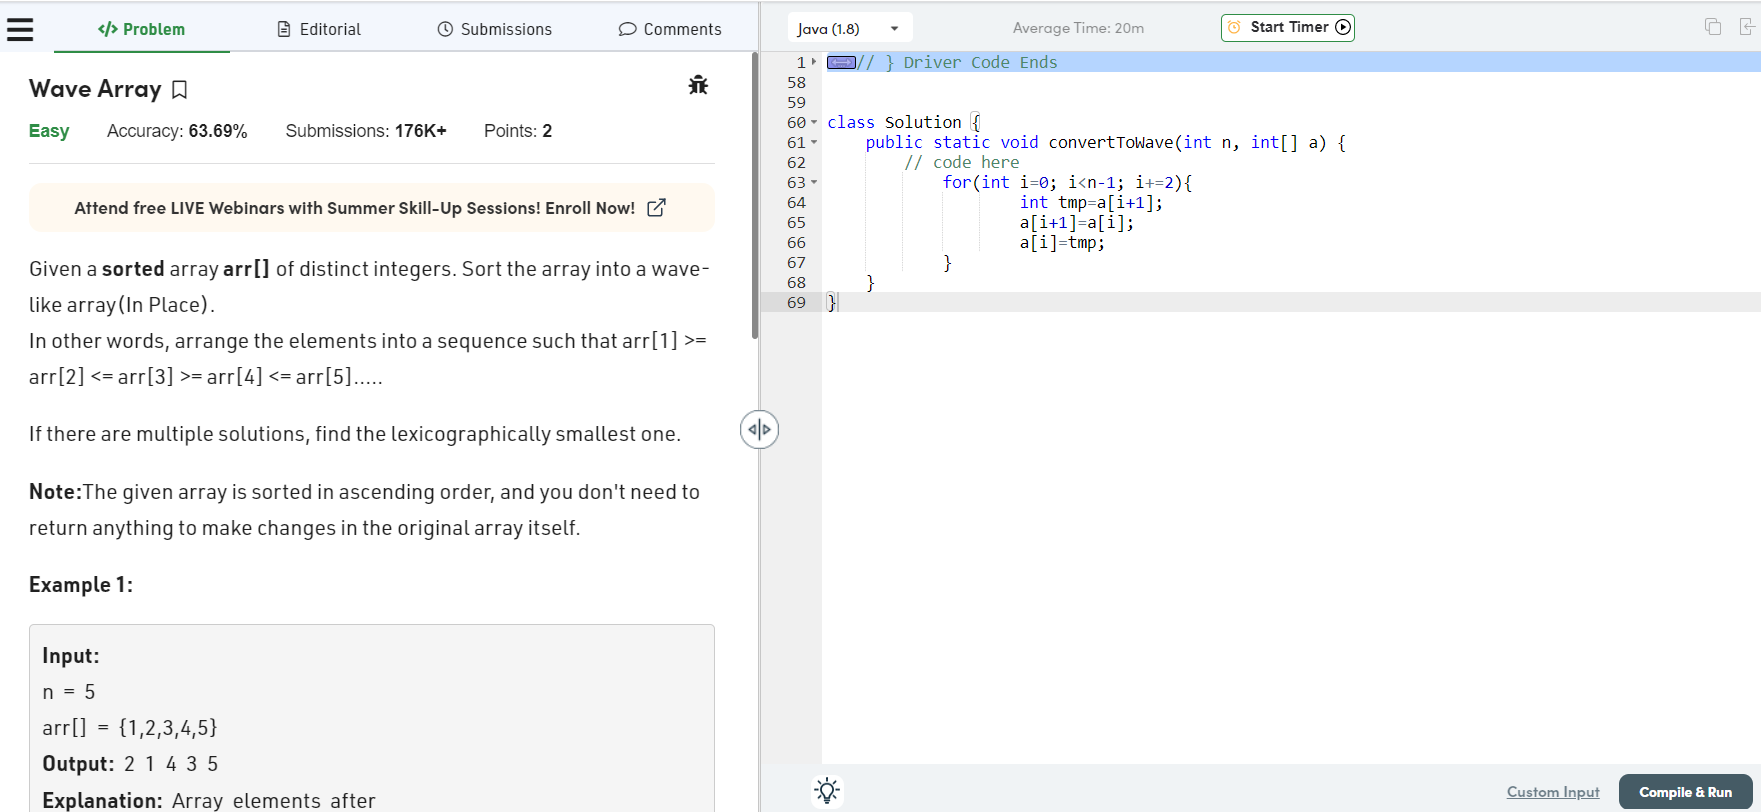 </> Problem
Editorial
Submissions
Comments
Wave Array
Easy Accuracy: 63.69% Submissions: 176K+ Points: 2
Attend free LIVE Webinars with Summer Skill-Up Sessions! Enroll Now!
Given a sorted array arr[] of distinct integers. Sort the array into a wave-
like array(In Place).
In other words, arrange the elements into a sequence such that arr[1] >=
arr[2] <= arr[3] >= arr[4] <= arr[5].....
If there are multiple solutions, find the lexicographically smallest one.
Note:The given array is sorted in ascending order, and you don't need to
return anything to make changes in the original array itself.
Example 1:
Input:
n = 5
arr[] = {1,2,3,4,5}
Output: 2 1 4 3 5
Explanation: Array elements after
Java (1.8)
Average Time: 20m
Start Timer
1 // } Driver Code Ends
58
59
60 class Solution {
61 public static void convertToWave(int n, int[] a) {
62 // code here
63 for(int i=0; i<n-1; i+=2){
64 int tmp=a[i+1];
65 a[i+1]=a[i];
66 a[i]=tmp;
67 }
68 }
69 }
Custom Input
Compile & Run